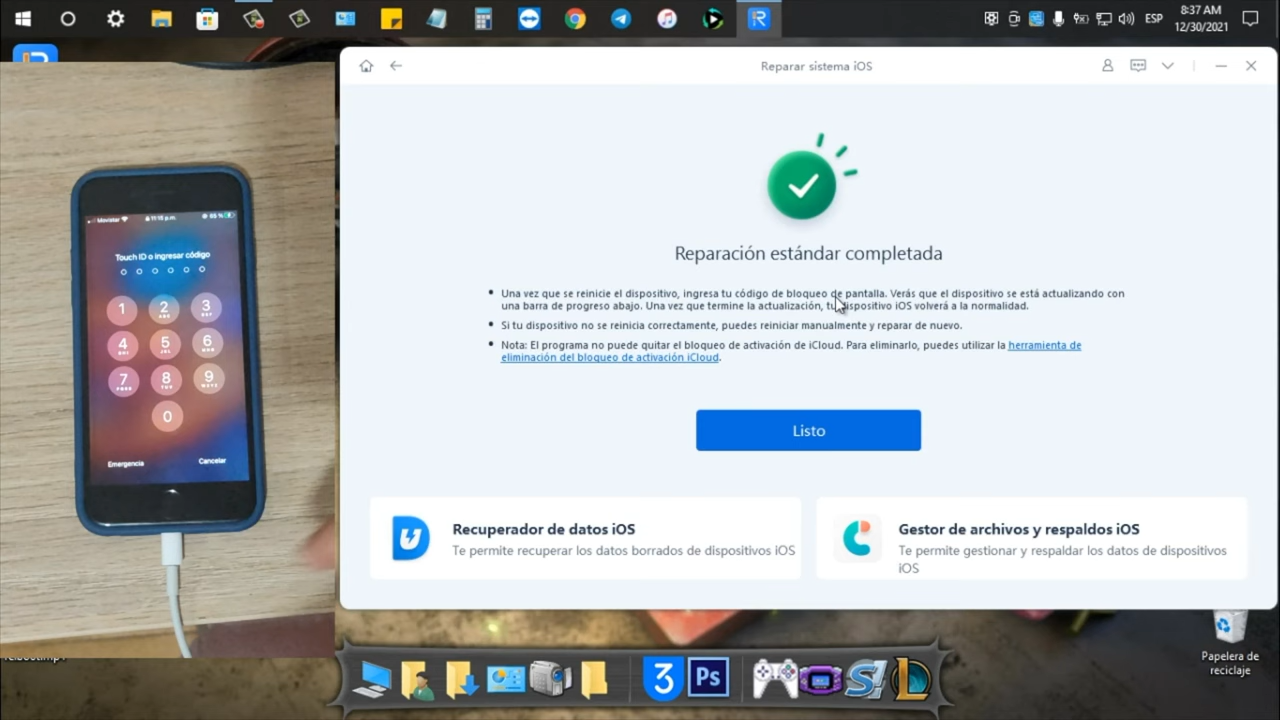 ESP
8:37 AM
12/30/2021
Reparar sistema iOS
Reparación estándar completada
Una vez que se reinicie el dispositivo, ingresa tu código de bloqueo de pantalla. Verás que el dispositivo se está actualizando con
una barra de progreso abajo. Una vez que termine la actualización, tu dispositivo iOS volverá a la normalidad.
Si tu dispositivo no se reinicia correctamente, puedes reiniciar manualmente y reparar de nuevo.
Nota: El programa no puede quitar el bloqueo de activación de iCloud. Para eliminarlo, puedes utilizar la herramienta de
eliminación del bloqueo de activación iCloud.
Listo
Recuperador de datos iOS
Te permite recuperar los datos borrados de dispositivos iOS
Gestor de archivos y respaldos iOS
Te permite gestionar y respaldar los datos de dispositivos
iOS
Movistar 11:15 p.m. 65 %
Touch ID o ingresar código
1 2 3
4 5 6
7 8 9
0
Emergencia Cancelar
Papelera de
reciclaje
3 Ps